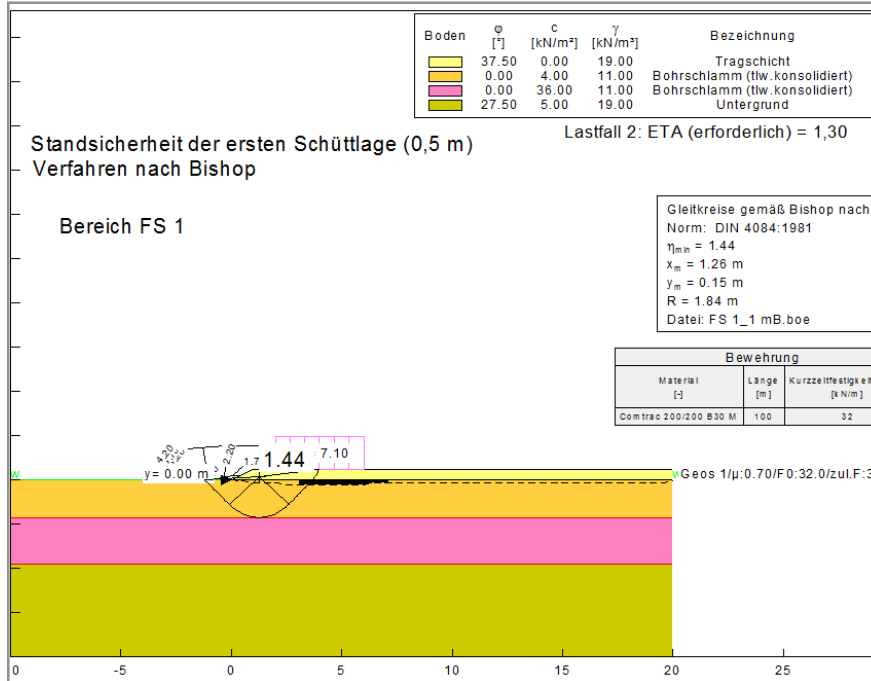 Boden φ c γ Bezeichnung
[°] [kN/m²] [kN/m³]
37.50 0.00 19.00 Tragschicht
0.00 4.00 11.00 Bohrschlamm (tlw.konsolidiert)
0.00 36.00 11.00 Bohrschlamm (tlw.konsolidiert)
27.50 5.00 19.00 Untergrund
Lastfall 2: ETA (erforderlich) = 1,30
Standsicherheit der ersten Schüttlage (0,5 m)
Verfahren nach Bishop
Bereich FS 1
Gleitkreise gemäß Bishop nach
Norm: DIN 4084:1981
ηmin = 1.44
xm = 1.26 m
ym = 0.15 m
R = 1.84 m
Datei: FS 1_1 mB.boe
Bewehrung
Material Länge Kurzzeitfestigkei
[-] [m] [kN/m]
Comtrac 200/200 B30 M 100 32
4.20 2.20 1.7 1.44 7.10
y= 0.00 m
w w Geos 1/µ:0.70/F0:32.0/zul.F:3
0 -5 0 5 10 15 20 25